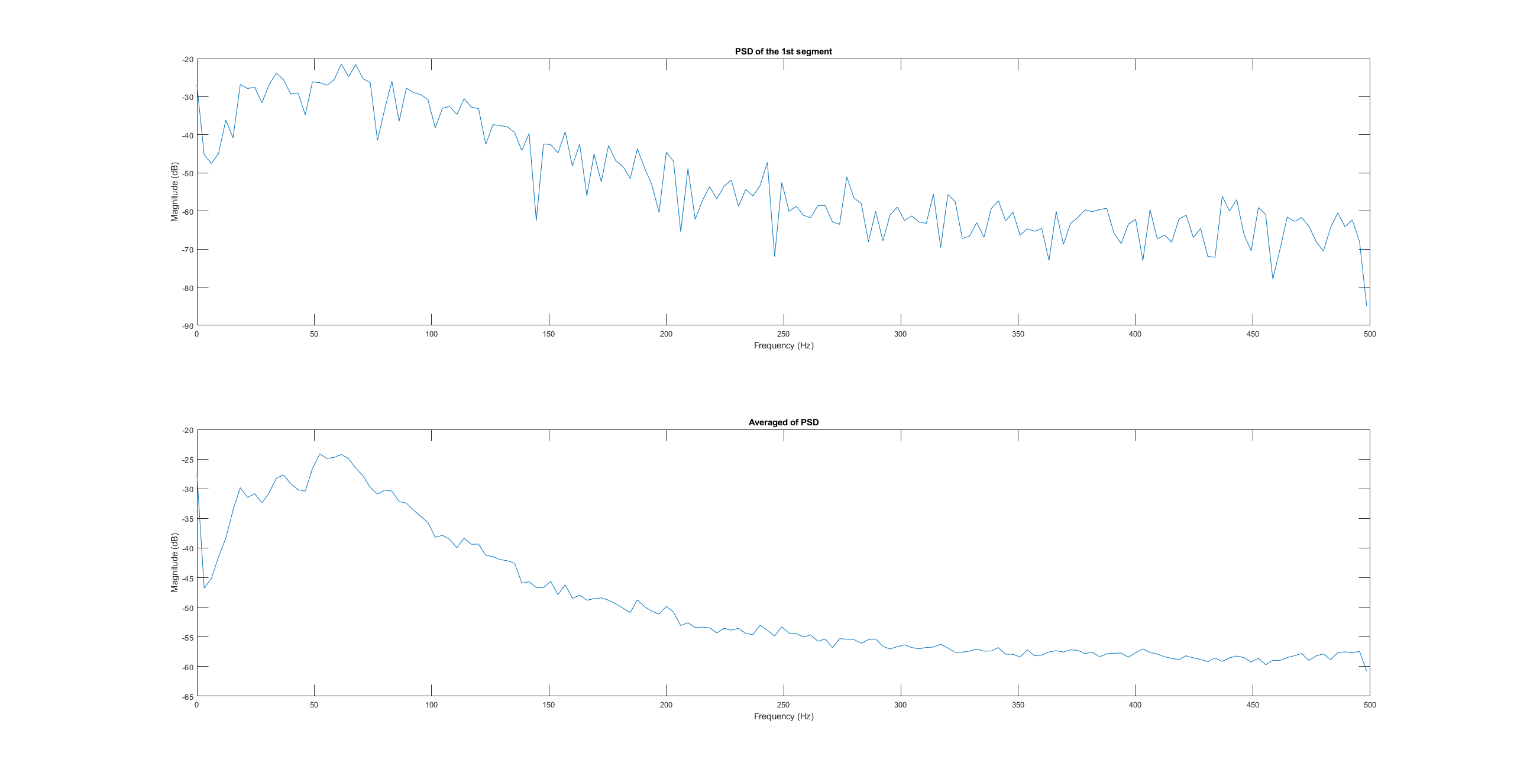 PSD of the 1st segment
-20
-30
-40
-50
-60
-70
-80
-90
Magnitude (dB)
0 50 100 150 200 250 300 350 400 450 500
Frequency (Hz)
Averaged of PSD
-20
-25
-30
-35
-40
-45
-50
-55
-60
-65
Magnitude (dB)
0 50 100 150 200 250 300 350 400 450 500
Frequency (Hz)